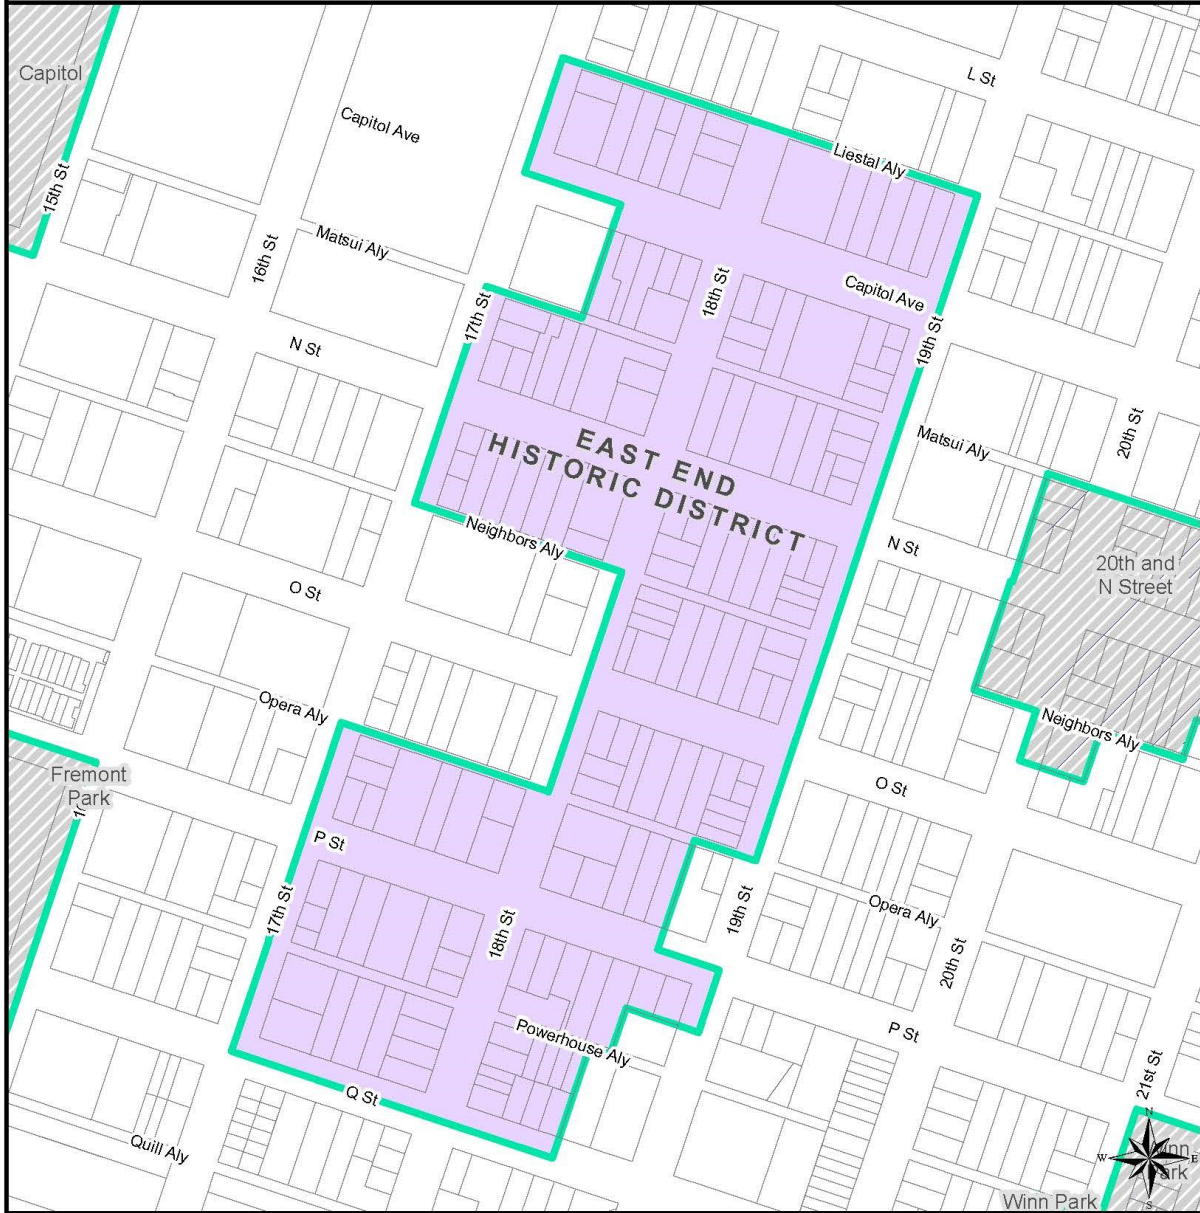 L St
Capitol
Capitol Ave
Liestal Aly
15th St
Matsui Aly
16th St
18th St
Capitol Ave
17th St
19th St
N St
20th St
Matsui Aly
EAST END
HISTORIC DISTRICT
Neighbors Aly
N St
20th and
N Street
O St
Opera Aly
Neighbors Aly
Fremont
Park
O St
P St
17th St
18th St
19th St
Opera Aly
20th St
Powerhouse Aly
P St
21st St
Q St
Quill Aly
N
W
E
S
Winn Park